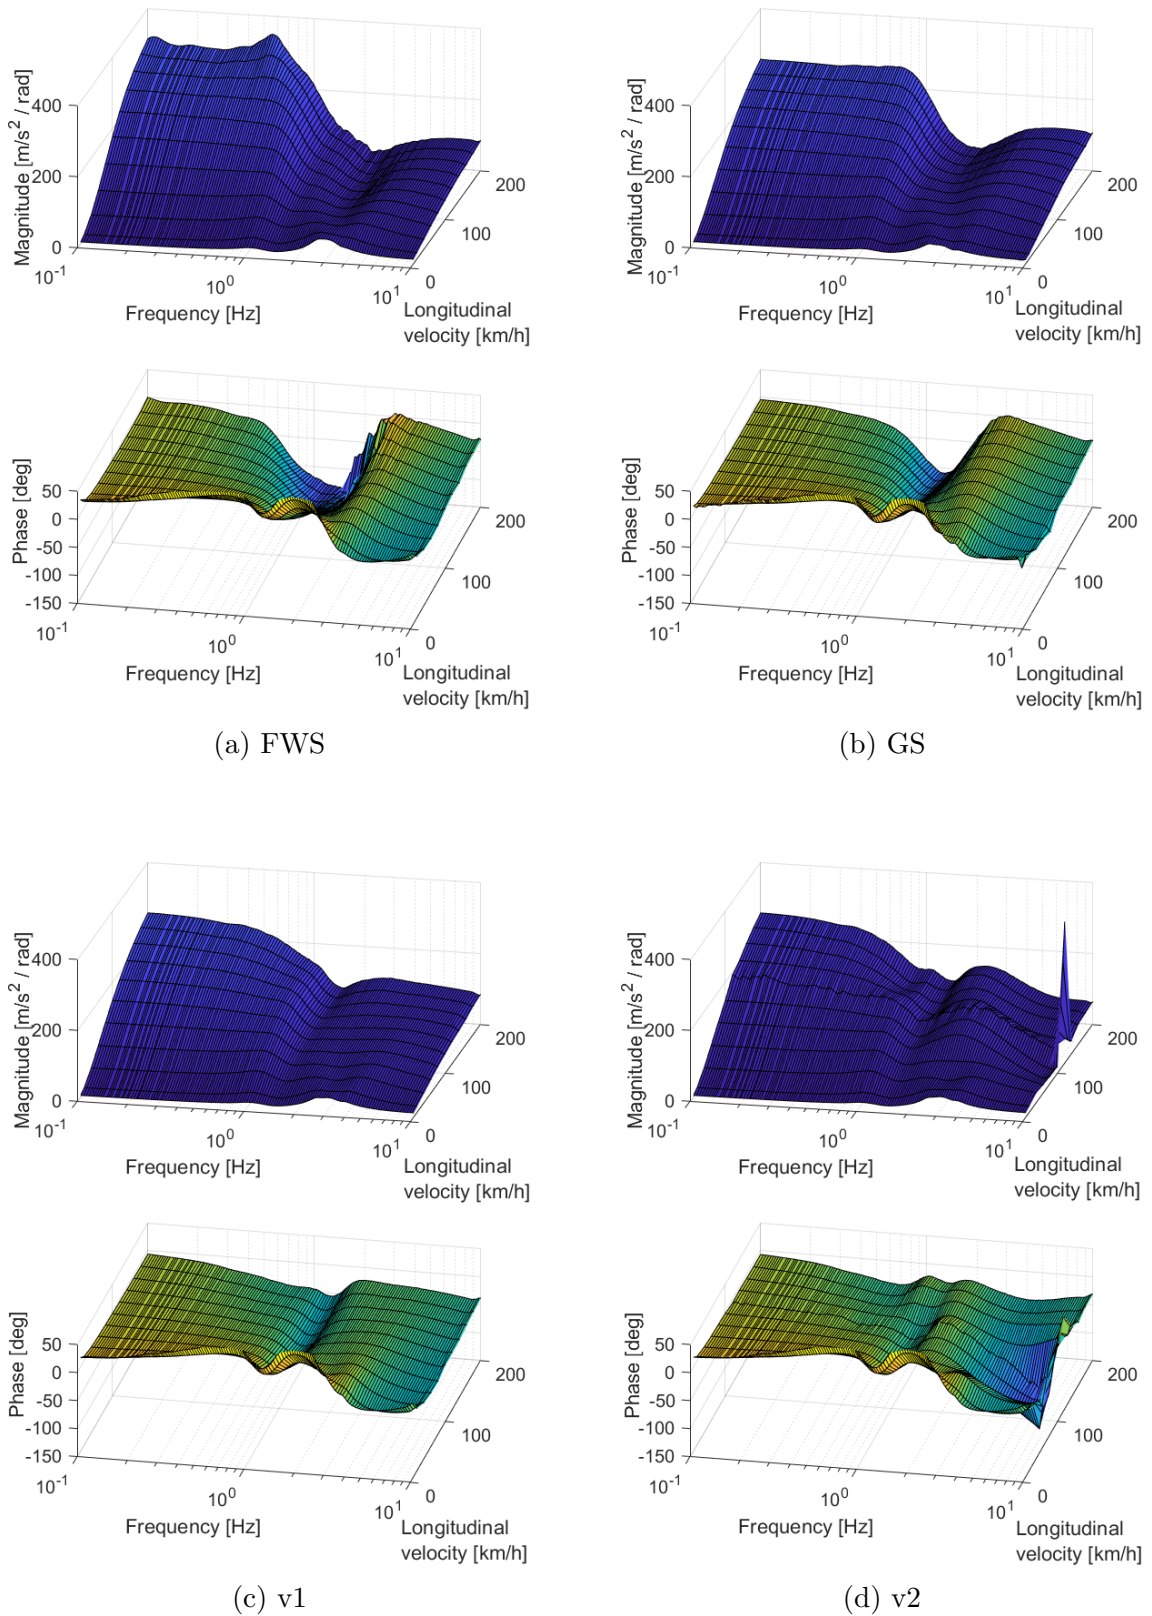 Magnitude [m/s² / rad]
400
200
0
10⁻¹
10⁰
10¹
Frequency [Hz]
0
100
200
Longitudinal
velocity [km/h]
Magnitude [m/s² / rad]
400
200
0
10⁻¹
10⁰
10¹
Frequency [Hz]
0
100
200
Longitudinal
velocity [km/h]
Phase [deg]
50
0
-50
-100
-150
10⁻¹
10⁰
10¹
Frequency [Hz]
0
100
200
Longitudinal
velocity [km/h]
Phase [deg]
50
0
-50
-100
-150
10⁻¹
10⁰
10¹
Frequency [Hz]
0
100
200
Longitudinal
velocity [km/h]
(a) FWS
(b) GS
Magnitude [m/s² / rad]
400
200
0
10⁻¹
10⁰
10¹
Frequency [Hz]
0
100
200
Longitudinal
velocity [km/h]
Magnitude [m/s² / rad]
400
200
0
10⁻¹
10⁰
10¹
Frequency [Hz]
0
100
200
Longitudinal
velocity [km/h]
Phase [deg]
50
0
-50
-100
-150
10⁻¹
10⁰
10¹
Frequency [Hz]
0
100
200
Longitudinal
velocity [km/h]
Phase [deg]
50
0
-50
-100
-150
10⁻¹
10⁰
10¹
Frequency [Hz]
0
100
200
Longitudinal
velocity [km/h]
(c) v1
(d) v2